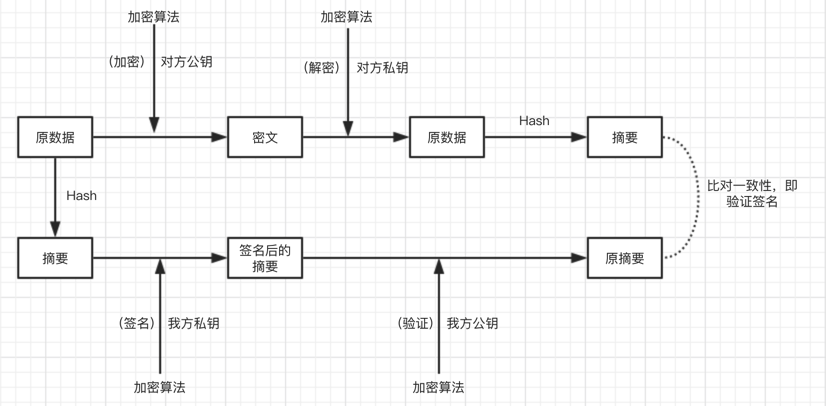 加密算法
加密算法
（加密） 对方公钥
（解密） 对方私钥
原数据
密文
原数据
Hash
摘要
Hash
比对一致性，即
验证签名
摘要
签名后的
摘要
原摘要
（签名） 我方私钥
（验证） 我方公钥
加密算法
加密算法